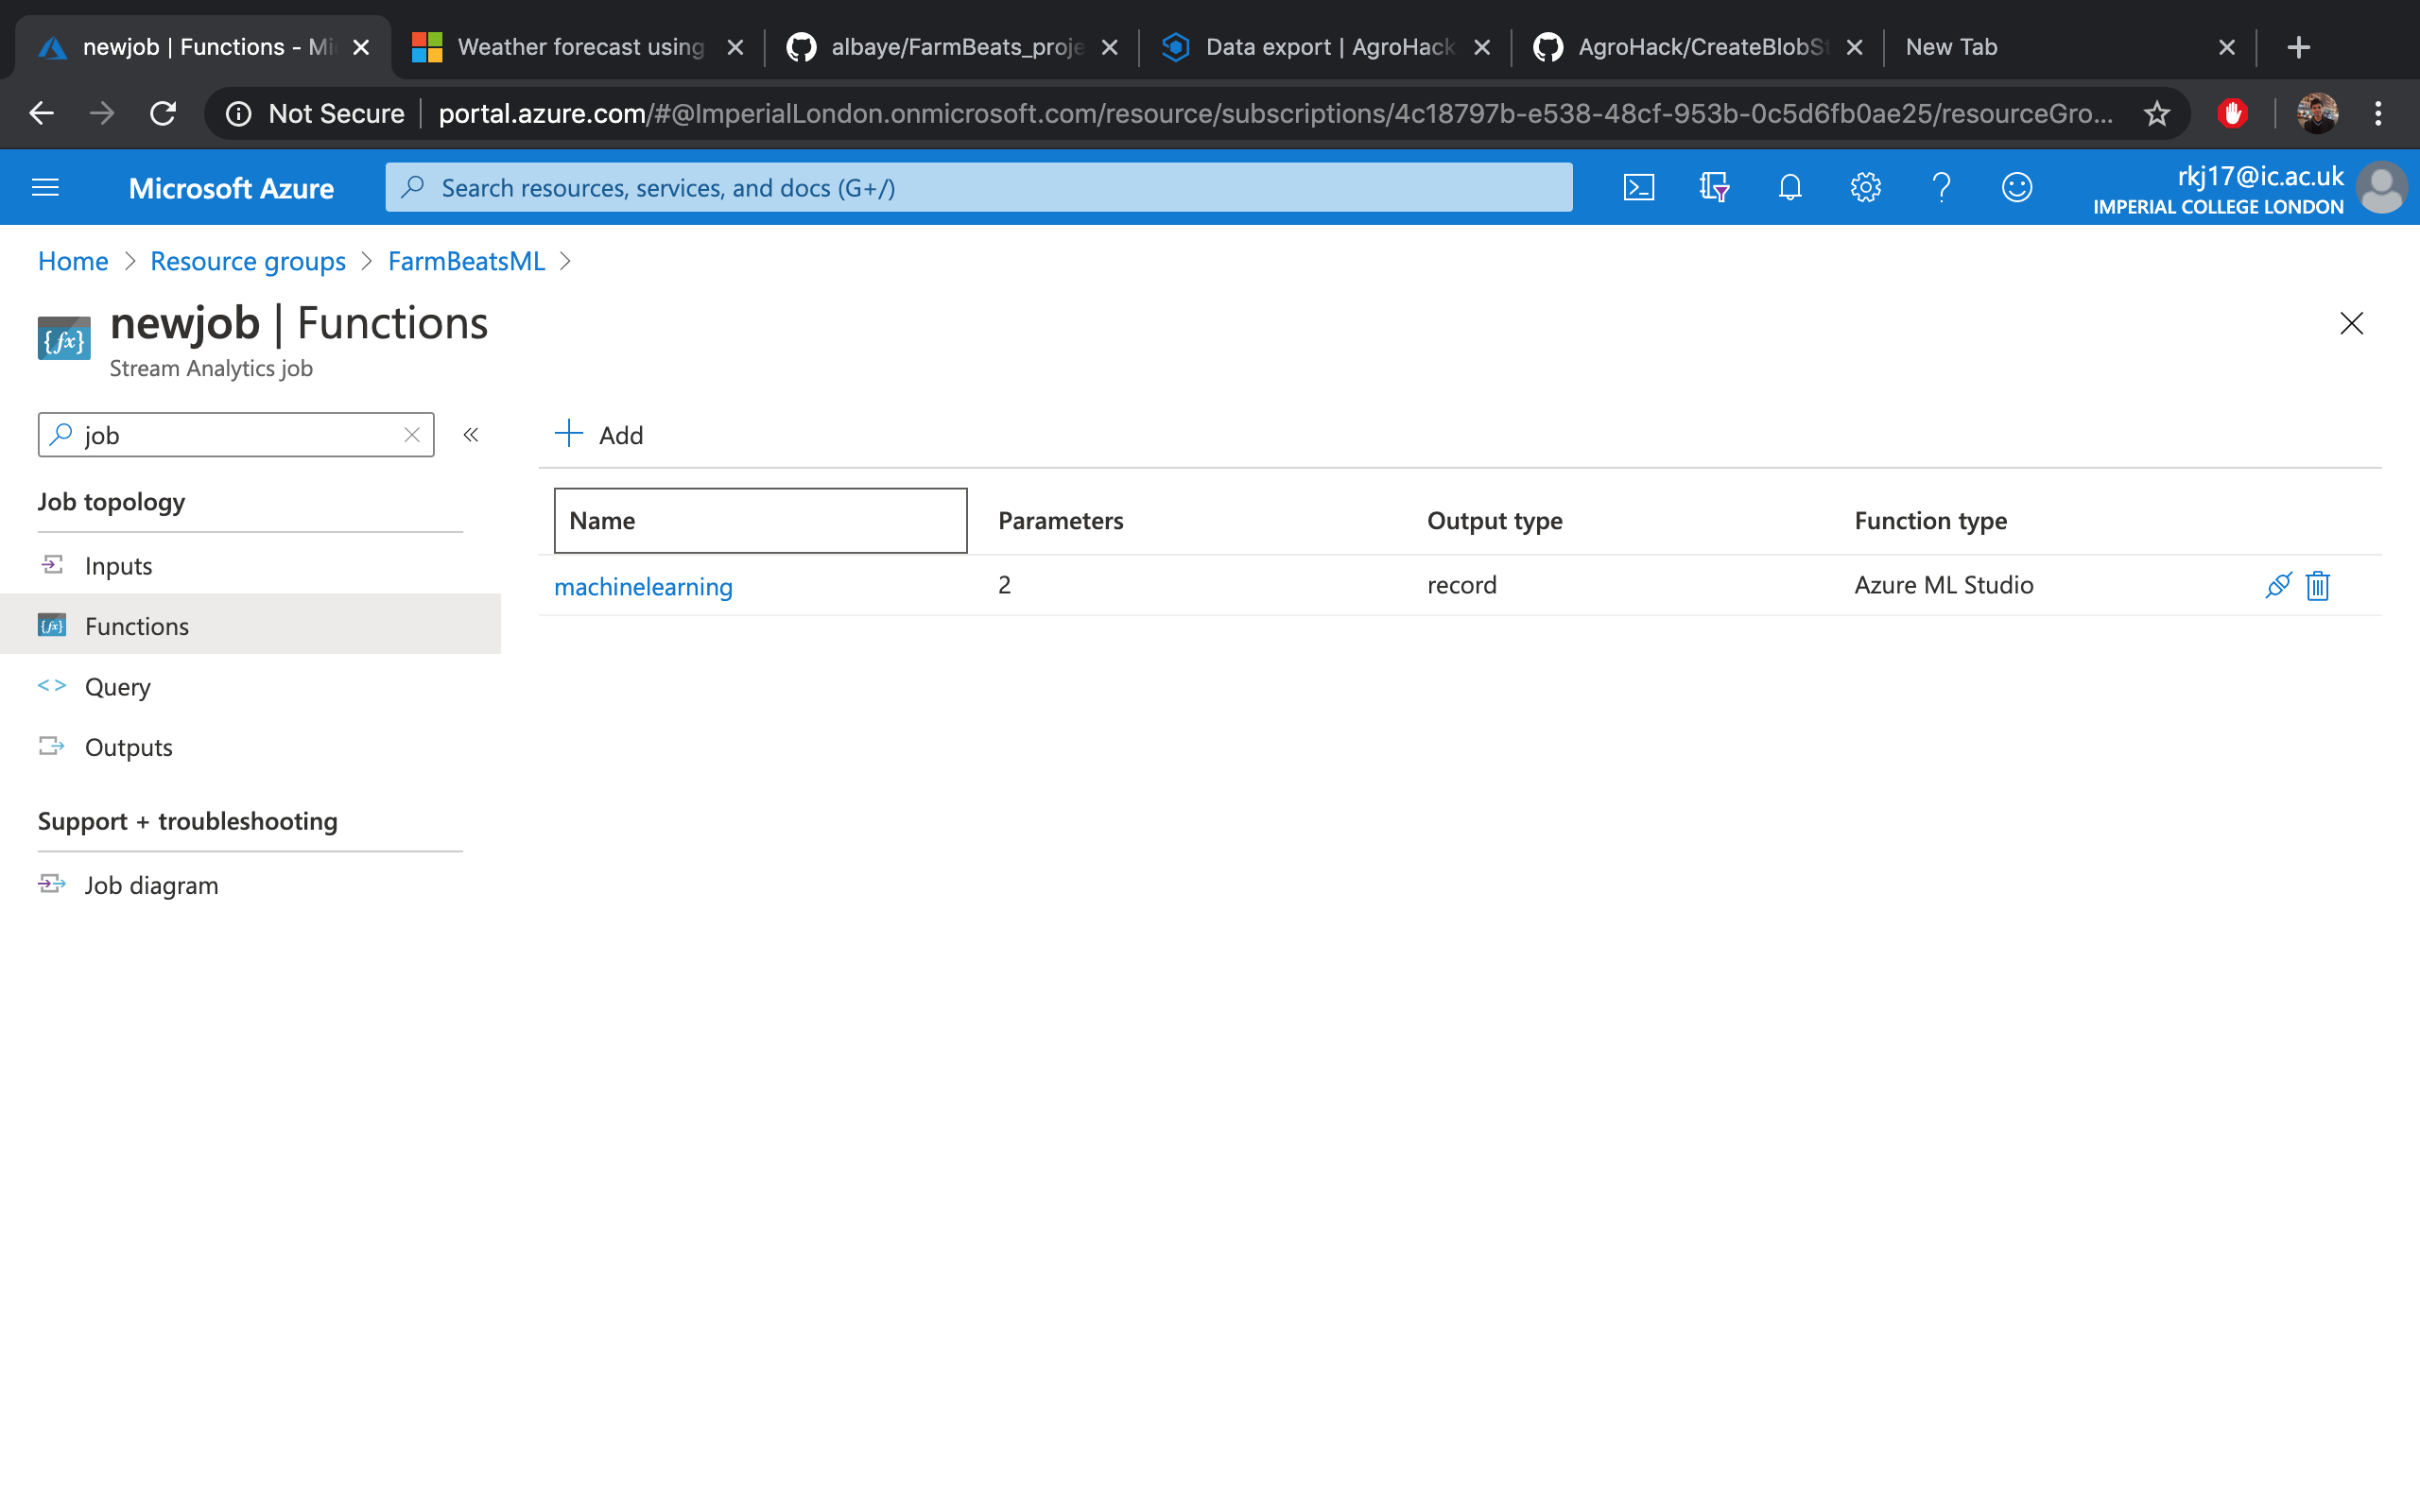 newjob | Functions - Mi
Weather forecast using
albaye/FarmBeats_proje
Data export | AgroHack
AgroHack/CreateBlobSt
New Tab
Not Secure
portal.azure.com/#@ImperialLondon.onmicrosoft.com/resource/subscriptions/4c18797b-e538-48cf-953b-0c5d6fb0ae25/resourceGro...
Microsoft Azure
Search resources, services, and docs (G+/)
rkj17@ic.ac.uk
IMPERIAL COLLEGE LONDON
Home > Resource groups > FarmBeatsML >
{fx}
newjob | Functions
Stream Analytics job
job
Add
Job topology
Inputs
{fx} Functions
Query
Outputs
Support + troubleshooting
Job diagram
Name Parameters Output type Function type
machinelearning 2 record Azure ML Studio